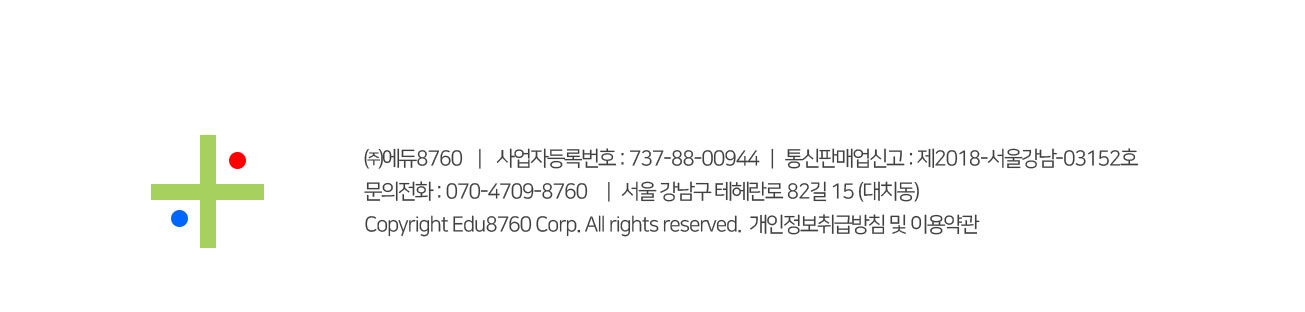 ㈜에듀8760 | 사업자등록번호 : 737-88-00944 | 통신판매업신고 : 제2018-서울강남-03152호
문의전화 : 070-4709-8760 | 서울 강남구 테헤란로 82길 15 (대치동)
Copyright Edu8760 Corp. All rights reserved. 개인정보취급방침 및 이용약관